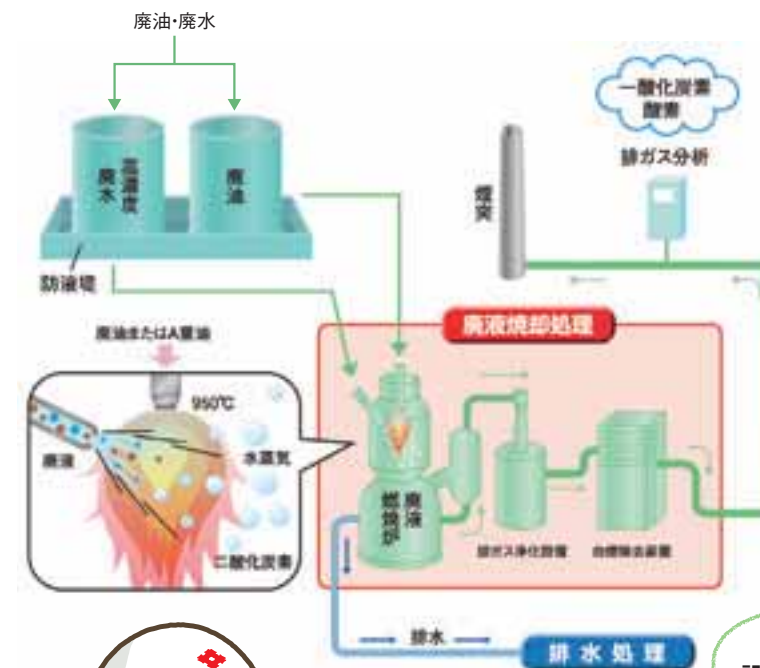 廃油・廃水
一酸化炭素
酸素
排ガス分析
高濃度
廃水
廃油
煙突
防液堤
廃液焼却処理
廃油またはA重油
950℃
廃液
水蒸気
二酸化炭素
廃液
燃焼炉
排ガス浄化設備
白煙除去装置
排水
排水処理